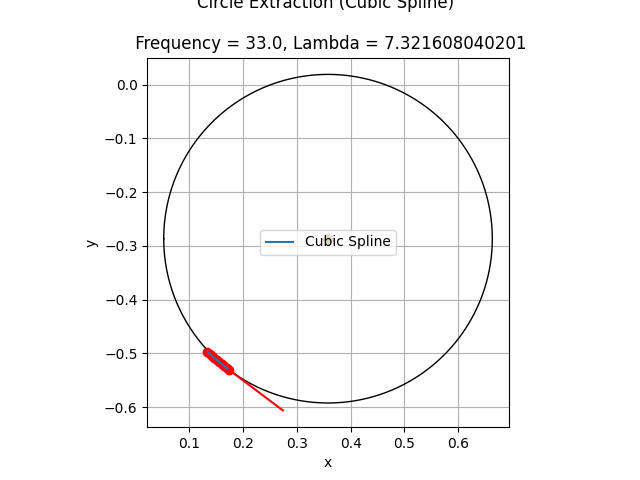 Circle Extraction (Cubic Spline)
Frequency = 33.0, Lambda = 7.321608040201
0.0
−0.1
−0.2
−0.3
−0.4
−0.5
−0.6
y
Cubic Spline
0.1 0.2 0.3 0.4 0.5 0.6
x